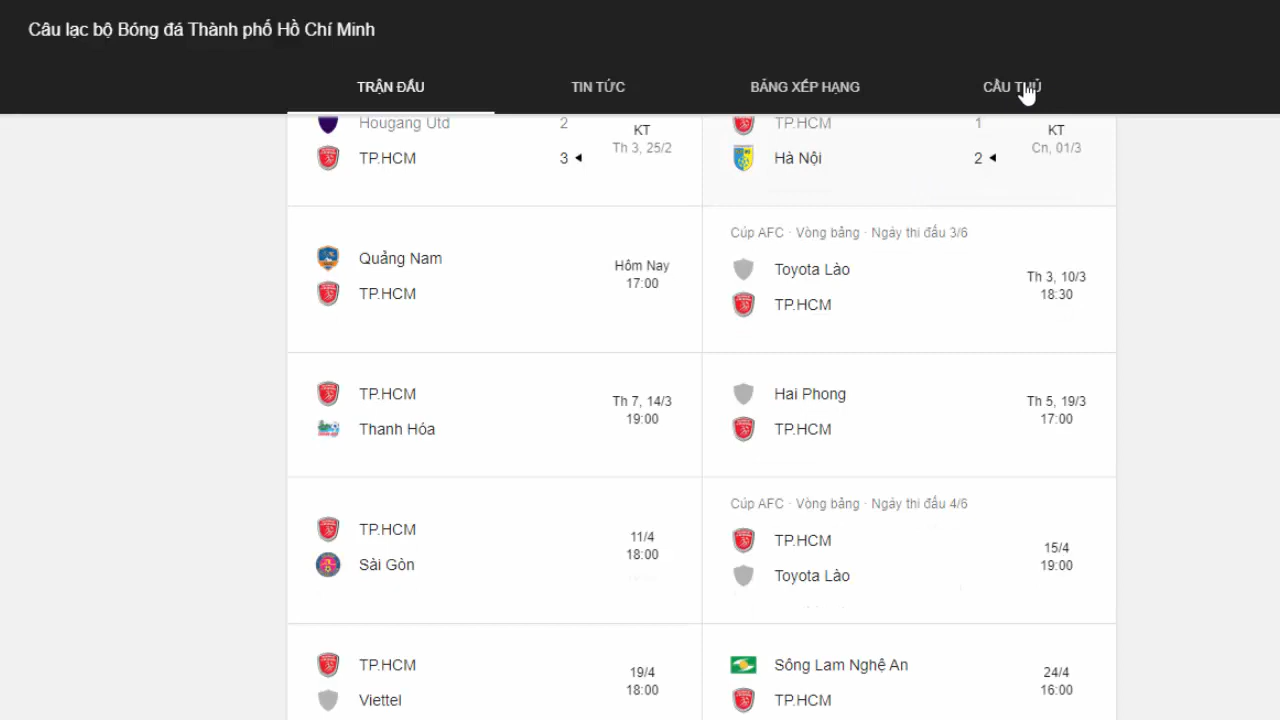 Câu lạc bộ Bóng đá Thành phố Hồ Chí Minh
TRẬN ĐẤU TIN TỨC BẢNG XẾP HẠNG CẦU THỦ
Hougang Utd 2
TP.HCM 3
KT
Th 3, 25/2
TP.HCM 1
Hà Nội 2
KT
CN, 01/3
Quảng Nam
TP.HCM
Hôm Nay
17:00
Cúp AFC · Vòng bảng · Ngày thi đấu 3/6
Toyota Lào
TP.HCM
Th 3, 10/3
18:30
TP.HCM
Thanh Hóa
Th 7, 14/3
19:00
Hai Phong
TP.HCM
Th 5, 19/3
17:00
TP.HCM
Sài Gòn
11/4
18:00
Cúp AFC · Vòng bảng · Ngày thi đấu 4/6
TP.HCM
Toyota Lào
15/4
19:00
TP.HCM
Viettel
19/4
18:00
Sông Lam Nghệ An
TP.HCM
24/4
16:00